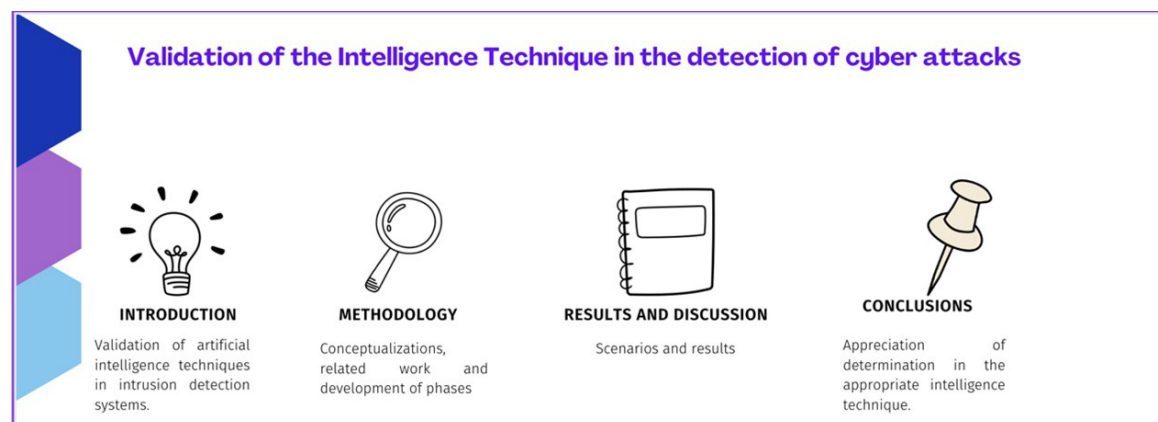 Validation of the Intelligence Technique in the detection of cyber attacks
INTRODUCTION
Validation of artificial
intelligence techniques
in intrusion detection
systems.
METHODOLOGY
Conceptualizations,
related work and
development of phases
RESULTS AND DISCUSSION
Scenarios and results
CONCLUSIONS
Appreciation of
determination in the
appropriate intelligence
technique.